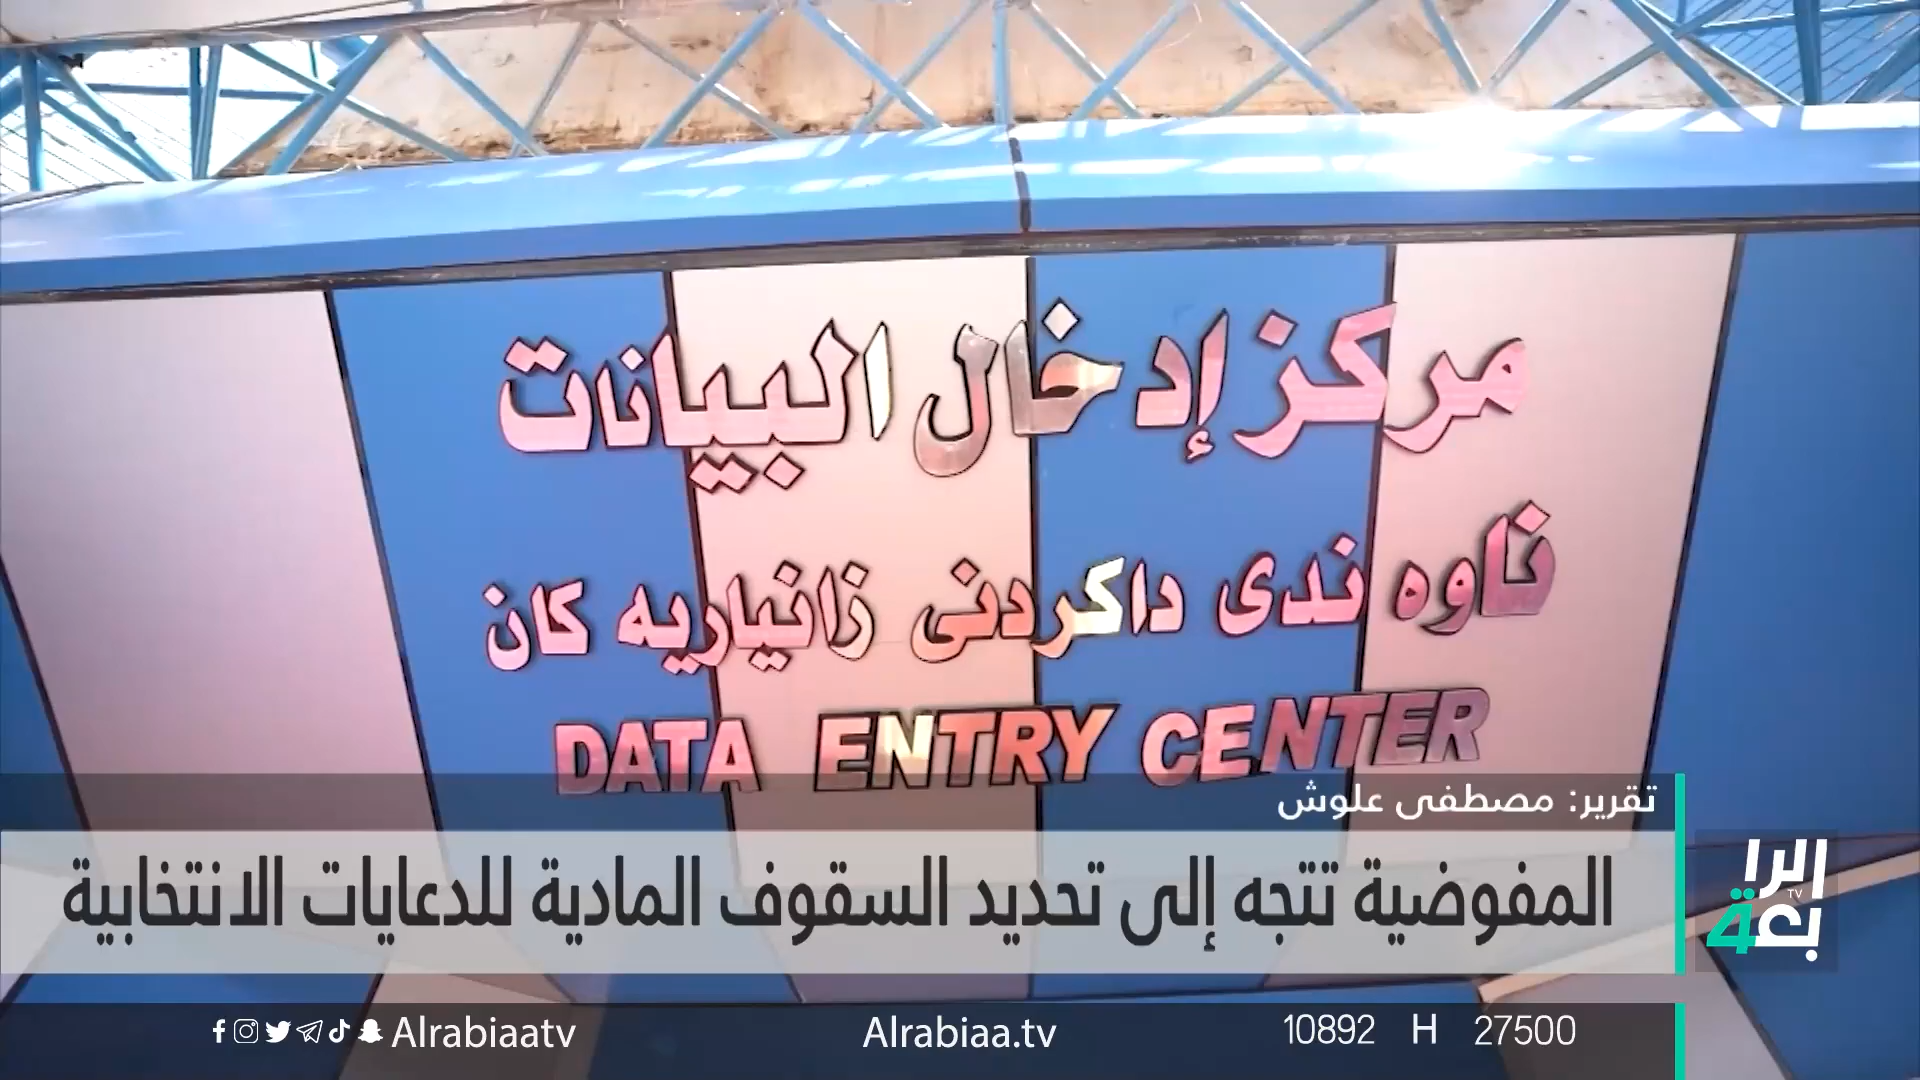 مركز إدخال البيانات
ناوه ندى داكردنى زانياريه كان
DATA ENTRY CENTER
تقرير: مصطفى علوش
المفوضية تتجه إلى تحديد السقوف المادية للدعايات الانتخابية
الرابعة
TV
Alrabiaatv
Alrabiaa.tv
10892 H 27500